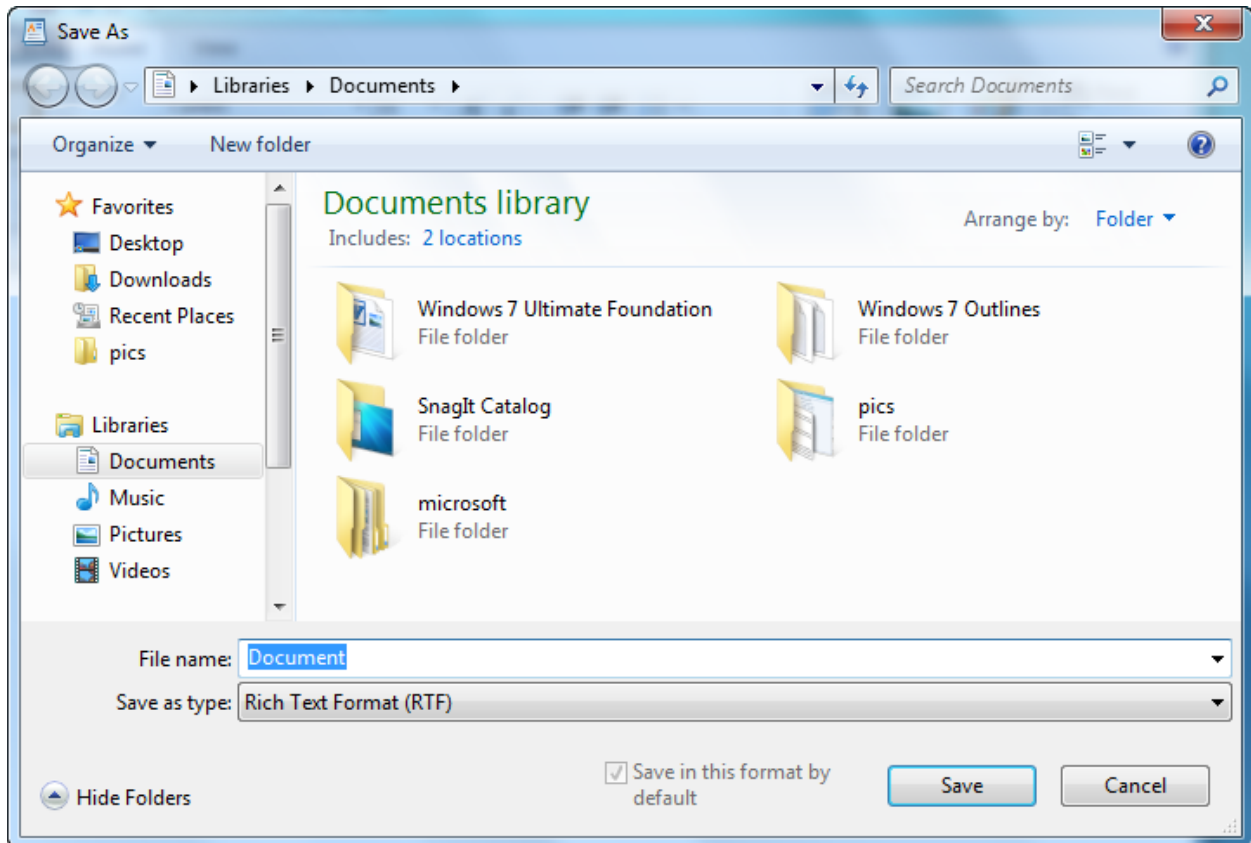 Save As
Libraries Documents
Search Documents
Organize New folder
Favorites
Desktop
Downloads
Recent Places
pics
Libraries
Documents
Music
Pictures
Videos
Documents library
Includes: 2 locations
Arrange by: Folder
Windows 7 Ultimate Foundation
File folder
Windows 7 Outlines
File folder
SnagIt Catalog
File folder
pics
File folder
microsoft
File folder
File name: Document
Save as type: Rich Text Format (RTF)
Hide Folders
Save in this format by
default
Save
Cancel